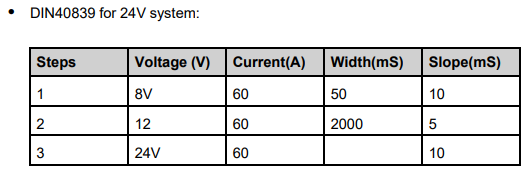 • DIN40839 for 24V system:
Steps Voltage (V) Current(A) Width(mS) Slope(mS)
1 8V 60 50 10
2 12 60 2000 5
3 24V 60 10